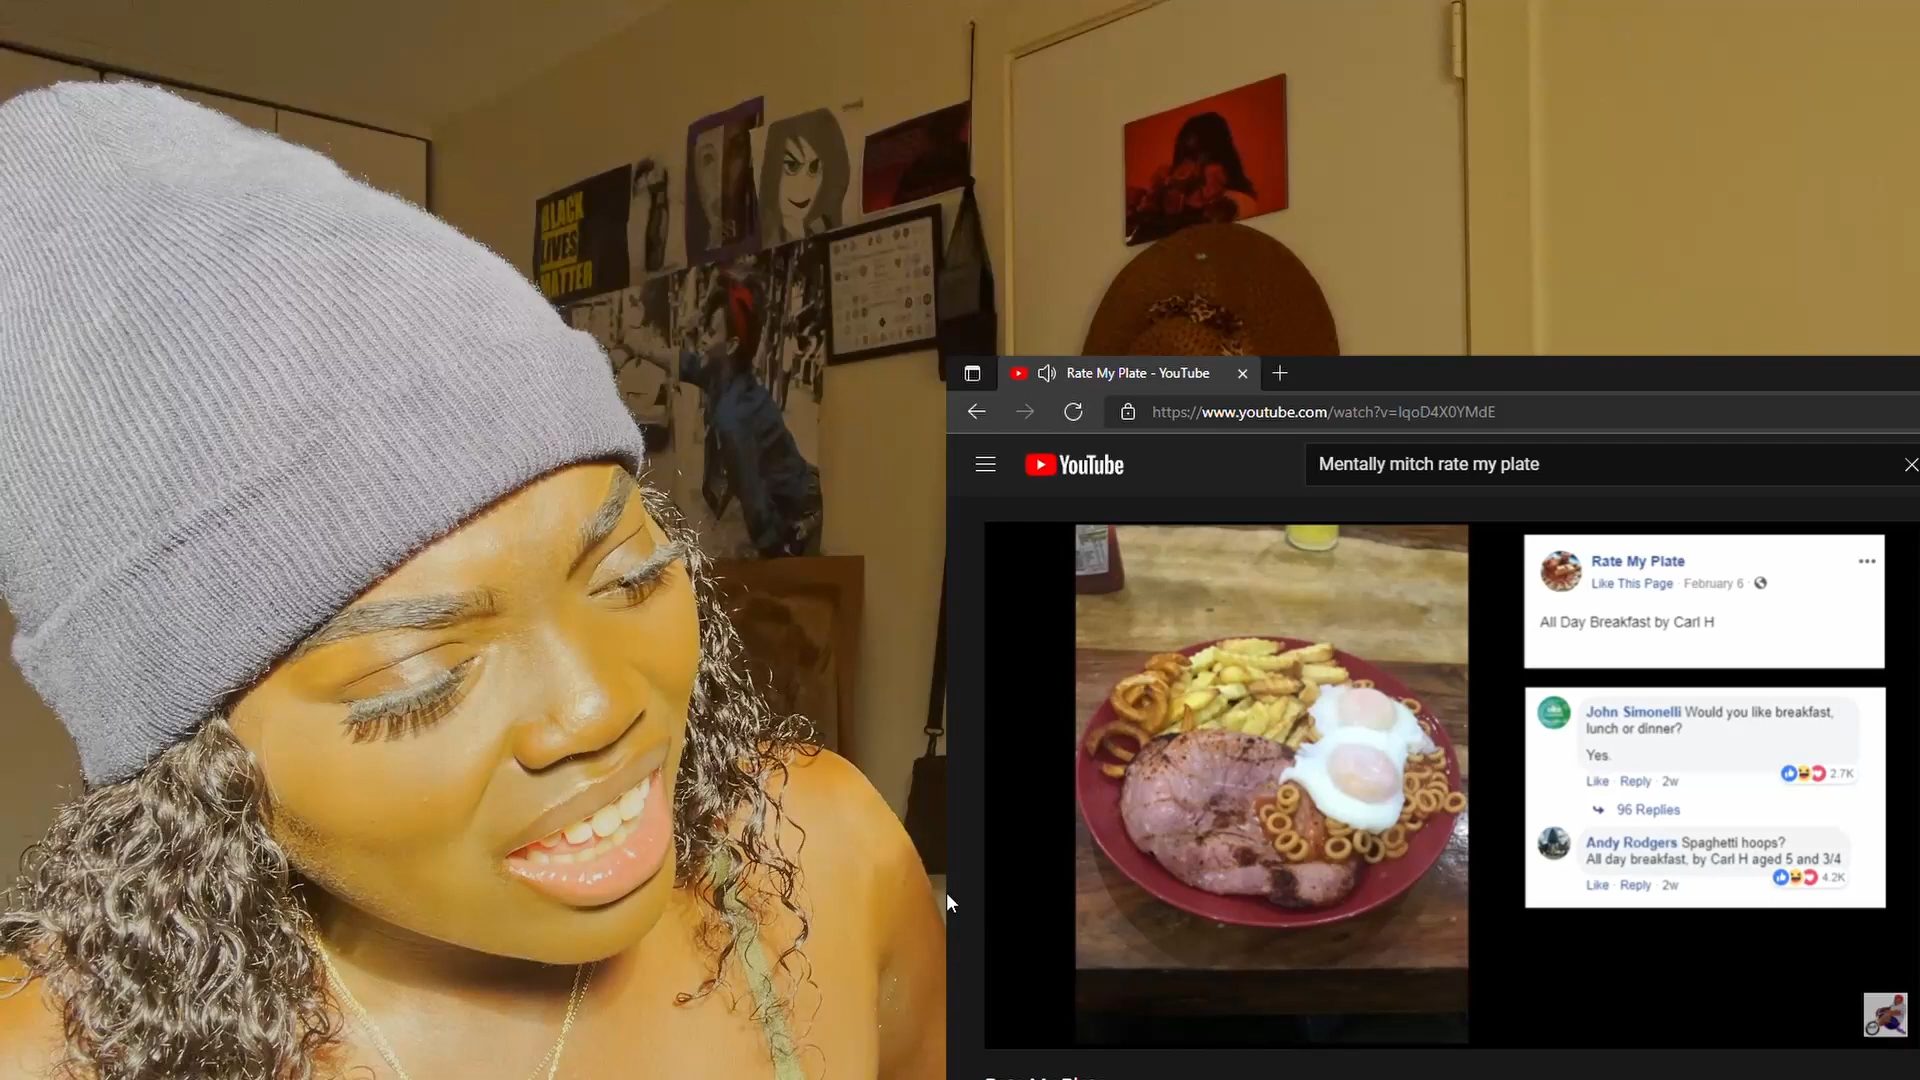 BLACK
LIVES
MATTER
Rate My Plate - YouTube
https://www.youtube.com/watch?v=IqoD4X0YMdE
YouTube
Mentally mitch rate my plate
Rate My Plate
Like This Page · February 6 ·
All Day Breakfast by Carl H
John Simonelli Would you like breakfast,
lunch or dinner?
Yes.
Like · Reply · 2w
2.7K
96 Replies
Andy Rodgers Spaghetti hoops?
All day breakfast, by Carl H aged 5 and 3/4
Like · Reply · 2w
4.2K